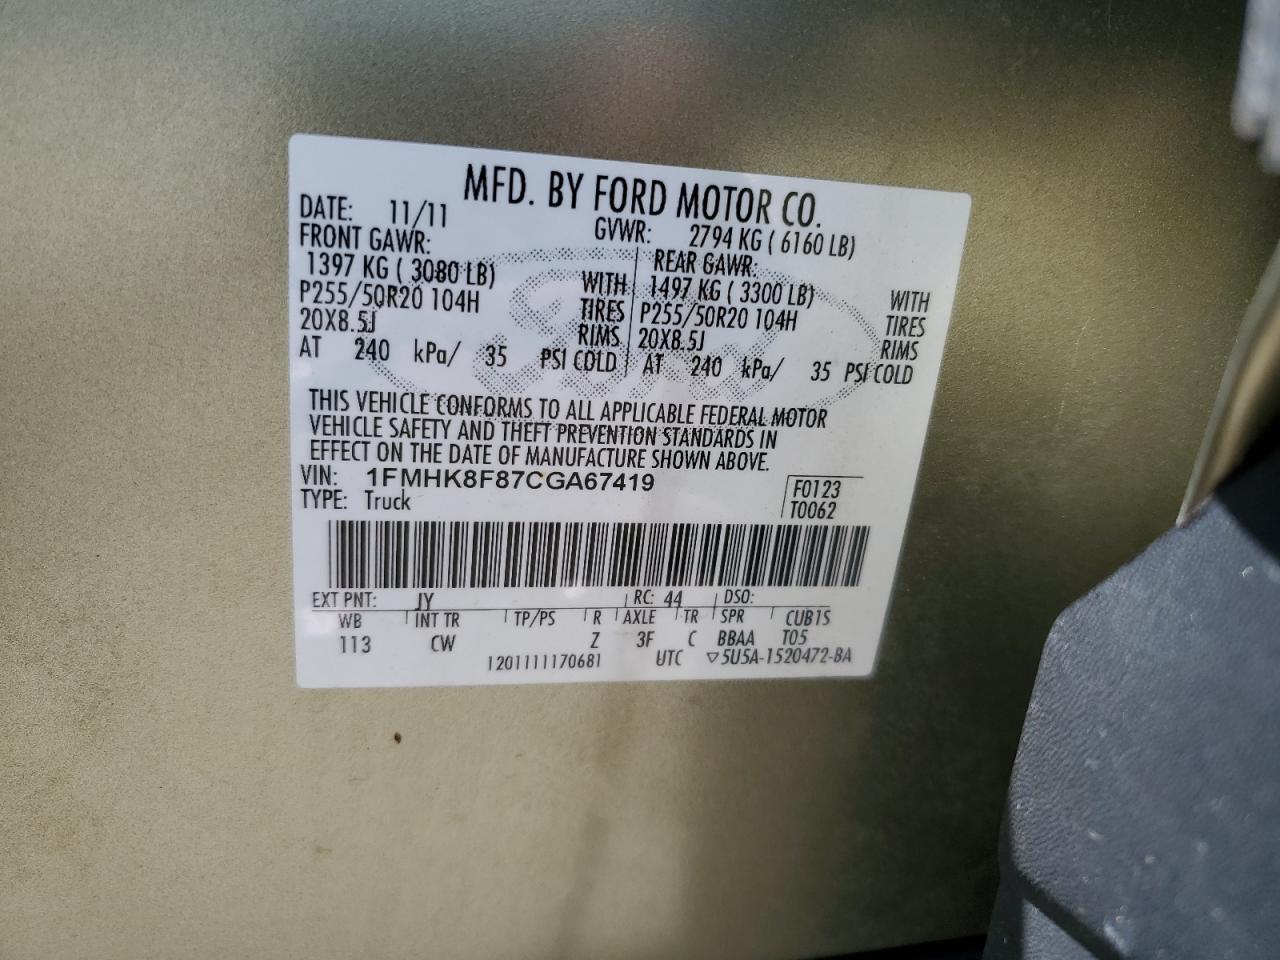 MFD. BY FORD MOTOR CO.
DATE: 11/11 GVWR: 2794 KG ( 6160 LB)
FRONT GAWR: REAR GAWR:
1397 KG ( 3080 LB) WITH 1497 KG ( 3300 LB) WITH
P255/50R20 104H TIRES P255/50R20 104H TIRES
20X8.5J RIMS 20X8.5J RIMS
AT 240 kPa/ 35 PSI COLD AT 240 kPa/ 35 PSI COLD
THIS VEHICLE CONFORMS TO ALL APPLICABLE FEDERAL MOTOR
VEHICLE SAFETY AND THEFT PREVENTION STANDARDS IN
EFFECT ON THE DATE OF MANUFACTURE SHOWN ABOVE.
VIN: 1FMHK8F87CGA67419 F0123
TYPE: Truck T0062
EXT PNT: JY RC: 44 DSO:
WB INT TR TP/PS R AXLE TR SPR CUB1S
113 CW Z 3F C BBAA T05
1201111170681 UTC ▽5U5A-1520472-BA
Ford